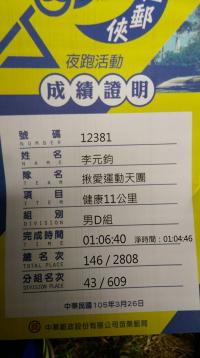 郵
俠
夜跑活動
成績證明
號碼 12381
NUMBER
姓名 李元鈞
NAME
隊名 揪愛運動天團
TEAM
項目 健康11公里
ITEM
組別 男D組
DIVISION
完成時間 01:06:40 淨時間：01:04:46
TIME
總名次 146 / 2808
TOTAL PLACE
分組名次 43 / 609
DIVISION PLACE
中華民國105年3月26日
中華郵政股份有限公司苗栗郵局